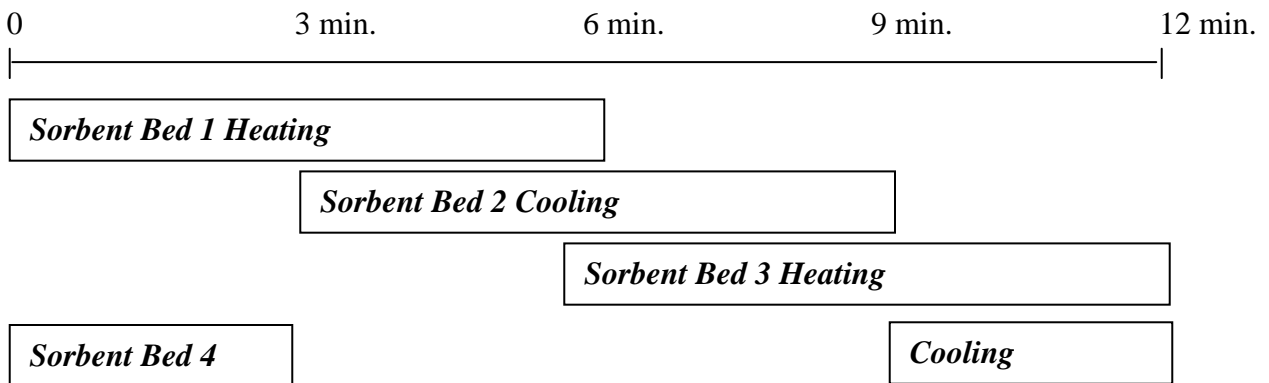 0 3 min. 6 min. 9 min. 12 min.
Sorbent Bed 1 Heating
Sorbent Bed 2 Cooling
Sorbent Bed 3 Heating
Sorbent Bed 4 Cooling